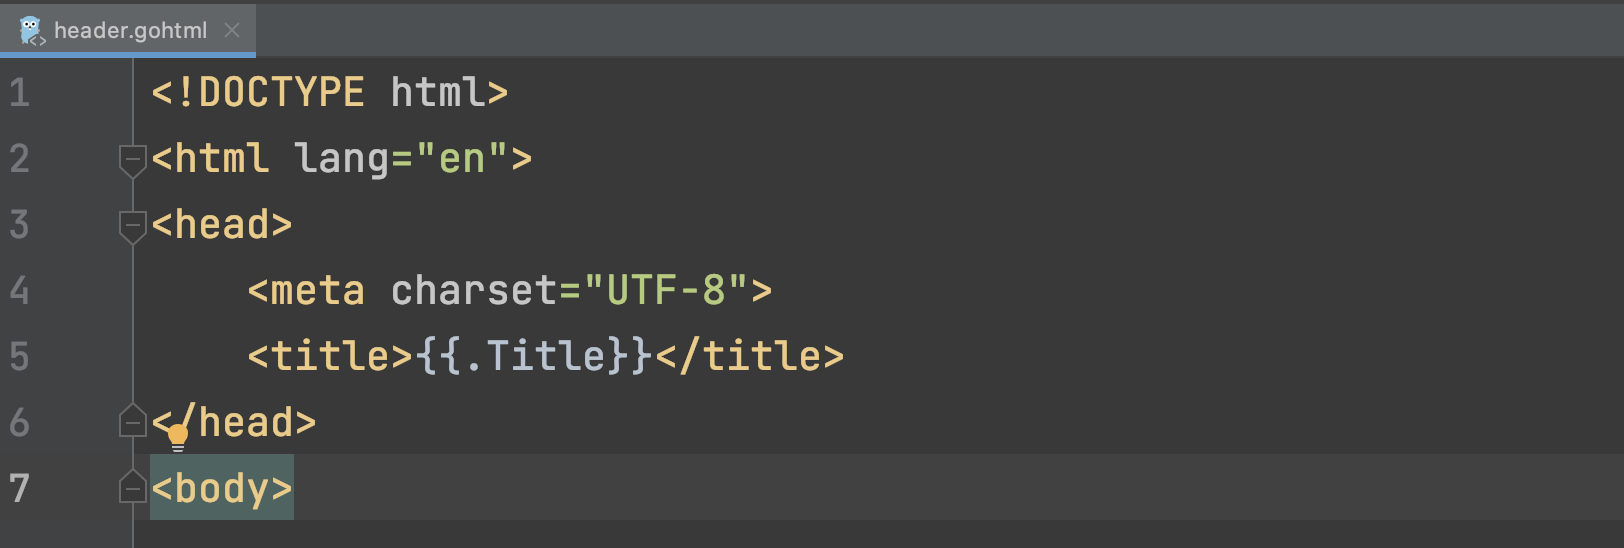 header.gohtml
1 <!DOCTYPE html>
2 <html lang="en">
3 <head>
4     <meta charset="UTF-8">
5     <title>{{.Title}}</title>
6 </head>
7 <body>